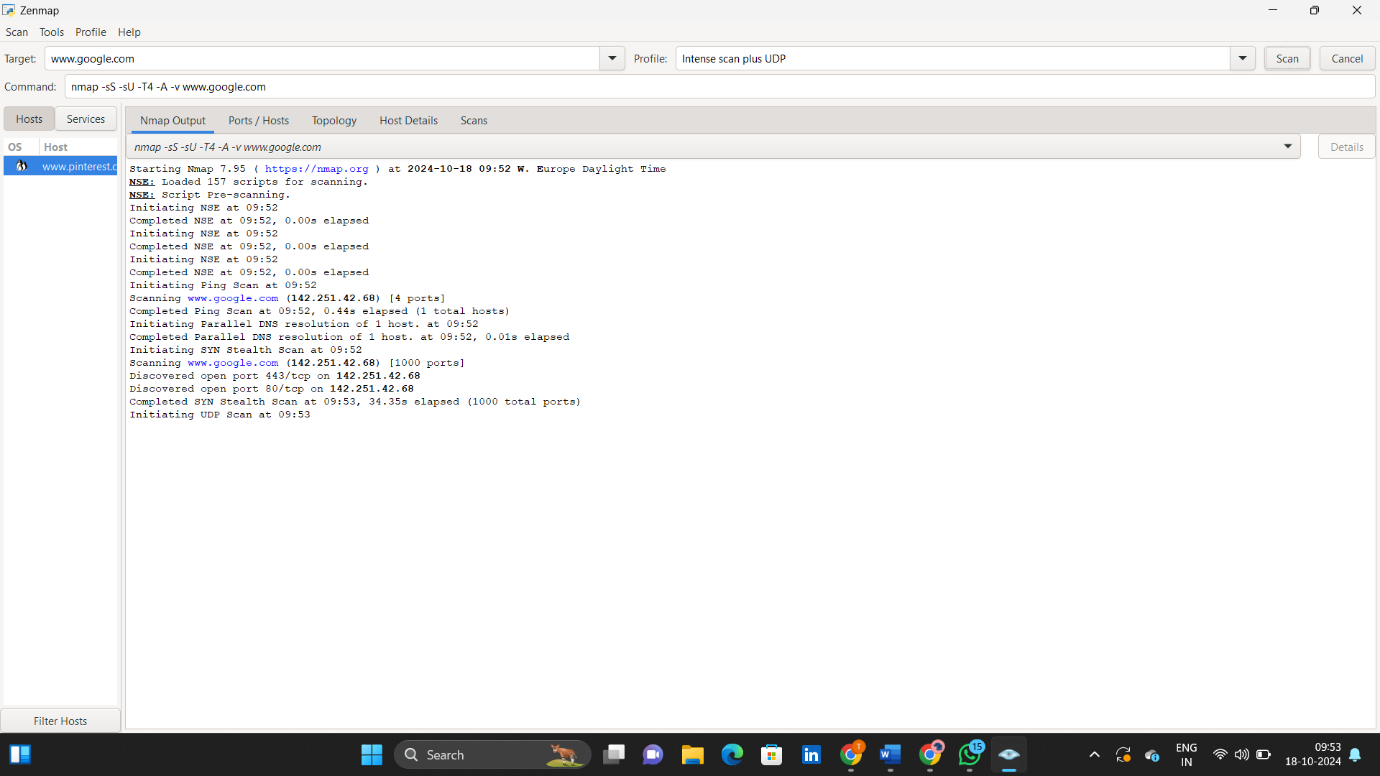 Zenmap
Scan Tools Profile Help
Target: www.google.com Profile: Intense scan plus UDP Scan Cancel
Command: nmap -sS -sU -T4 -A -v www.google.com
Hosts Services Nmap Output Ports / Hosts Topology Host Details Scans
OS Host nmap -sS -sU -T4 -A -v www.google.com Details
www.pinterest.c
Starting Nmap 7.95 ( https://nmap.org ) at 2024-10-18 09:52 W. Europe Daylight Time
NSE: Loaded 157 scripts for scanning.
NSE: Script Pre-scanning.
Initiating NSE at 09:52
Completed NSE at 09:52, 0.00s elapsed
Initiating NSE at 09:52
Completed NSE at 09:52, 0.00s elapsed
Initiating NSE at 09:52
Completed NSE at 09:52, 0.00s elapsed
Initiating Ping Scan at 09:52
Scanning www.google.com (142.251.42.68) [4 ports]
Completed Ping Scan at 09:52, 0.44s elapsed (1 total hosts)
Initiating Parallel DNS resolution of 1 host. at 09:52
Completed Parallel DNS resolution of 1 host. at 09:52, 0.01s elapsed
Initiating SYN Stealth Scan at 09:52
Scanning www.google.com (142.251.42.68) [1000 ports]
Discovered open port 443/tcp on 142.251.42.68
Discovered open port 80/tcp on 142.251.42.68
Completed SYN Stealth Scan at 09:53, 34.35s elapsed (1000 total ports)
Initiating UDP Scan at 09:53
Filter Hosts
Search
in
T
W
15
ENG
IN
09:53
18-10-2024